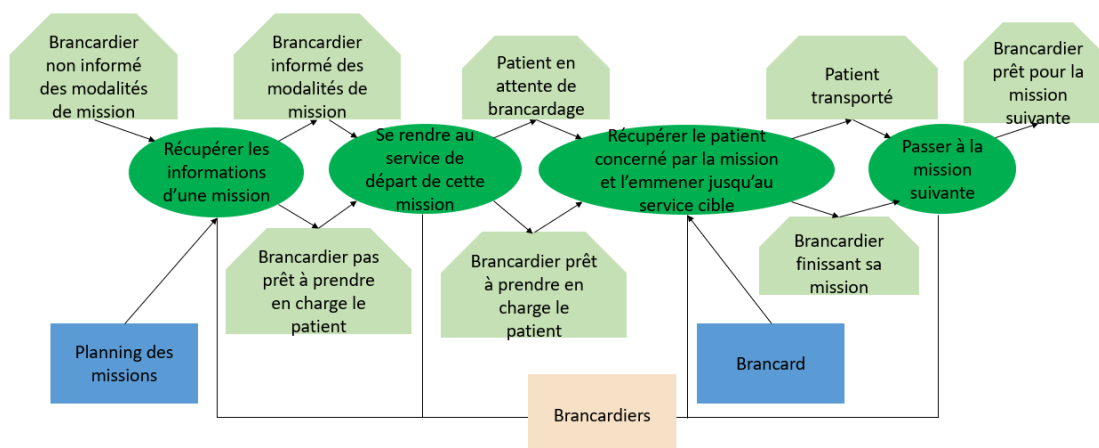 Brancardier
non informé
des modalités
de mission
Brancardier
informé des
modalités de
mission
Patient en
attente de
brancardage
Patient
transporté
Brancardier
prêt pour la
mission
suivante
Récupérer les
informations
d’une mission
Se rendre au
service de
départ de cette
mission
Récupérer le patient
concerné par la mission
et l’emmener jusqu’au
service cible
Passer à la
mission
suivante
Brancardier pas
prêt à prendre
en charge le
patient
Brancardier prêt
à prendre en
charge le
patient
Brancardier
finissant sa
mission
Planning des
missions
Brancard
Brancardiers